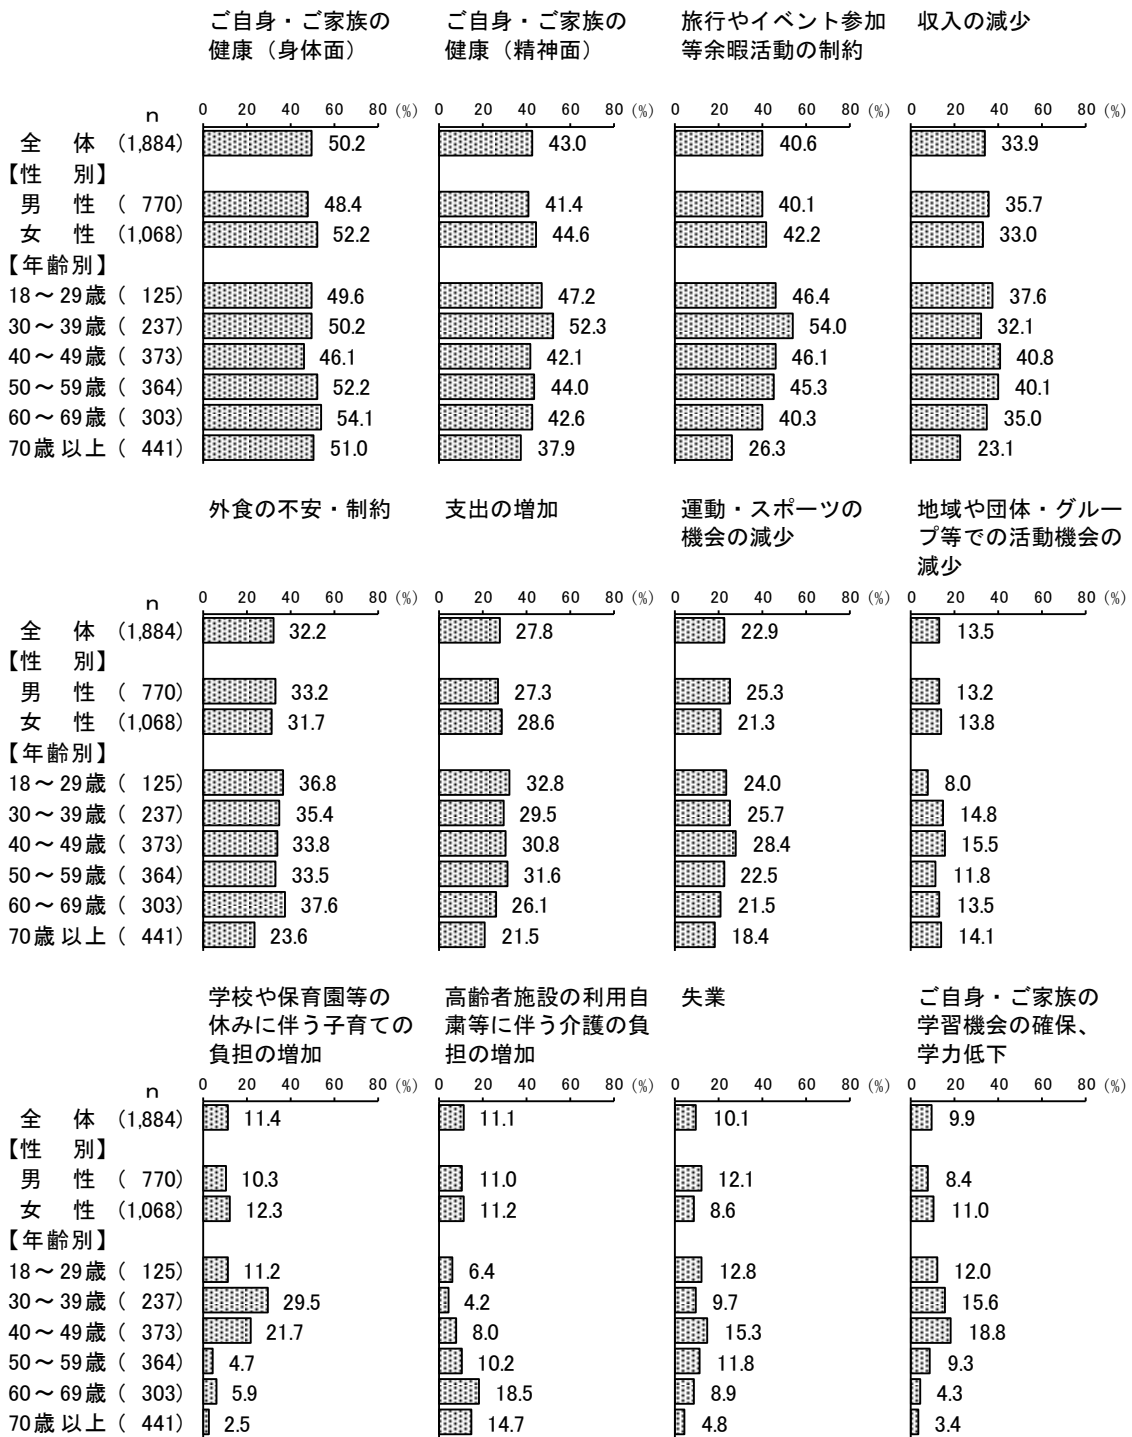 ご自身・ご家族の 健康（身体面） ご自身・ご家族の 健康（精神面） 旅行やイベント参加 等余暇活動の制約 収入の減少
n 0 20 40 60 80 (%) 0 20 40 60 80 (%) 0 20 40 60 80 (%) 0 20 40 60 80 (%)
全 体 (1,884) 50.2 43.0 40.6 33.9
【性 別】
男 性 ( 770) 48.4 41.4 40.1 35.7
女 性 (1,068) 52.2 44.6 42.2 33.0
【年齢別】
18～29歳 ( 125) 49.6 47.2 46.4 37.6
30～39歳 ( 237) 50.2 52.3 54.0 32.1
40～49歳 ( 373) 46.1 42.1 46.1 40.8
50～59歳 ( 364) 52.2 44.0 45.3 40.1
60～69歳 ( 303) 54.1 42.6 40.3 35.0
70歳以上 ( 441) 51.0 37.9 26.3 23.1
外食の不安・制約 支出の増加 運動・スポーツの 機会の減少 地域や団体・グルー プ等での活動機会の 減少
n 0 20 40 60 80 (%) 0 20 40 60 80 (%) 0 20 40 60 80 (%) 0 20 40 60 80 (%)
全 体 (1,884) 32.2 27.8 22.9 13.5
【性 別】
男 性 ( 770) 33.2 27.3 25.3 13.2
女 性 (1,068) 31.7 28.6 21.3 13.8
【年齢別】
18～29歳 ( 125) 36.8 32.8 24.0 8.0
30～39歳 ( 237) 35.4 29.5 25.7 14.8
40～49歳 ( 373) 33.8 30.8 28.4 15.5
50～59歳 ( 364) 33.5 31.6 22.5 11.8
60～69歳 ( 303) 37.6 26.1 21.5 13.5
70歳以上 ( 441) 23.6 21.5 18.4 14.1
学校や保育園等の 休みに伴う子育ての 負担の増加 高齢者施設の利用自 粛等に伴う介護の負 担の増加 失業 ご自身・ご家族の 学習機会の確保、 学力低下
n 0 20 40 60 80 (%) 0 20 40 60 80 (%) 0 20 40 60 80 (%) 0 20 40 60 80 (%)
全 体 (1,884) 11.4 11.1 10.1 9.9
【性 別】
男 性 ( 770) 10.3 11.0 12.1 8.4
女 性 (1,068) 12.3 11.2 8.6 11.0
【年齢別】
18～29歳 ( 125) 11.2 6.4 12.8 12.0
30～39歳 ( 237) 29.5 4.2 9.7 15.6
40～49歳 ( 373) 21.7 8.0 15.3 18.8
50～59歳 ( 364) 4.7 10.2 11.8 9.3
60～69歳 ( 303) 5.9 18.5 8.9 4.3
70歳以上 ( 441) 2.5 14.7 4.8 3.4